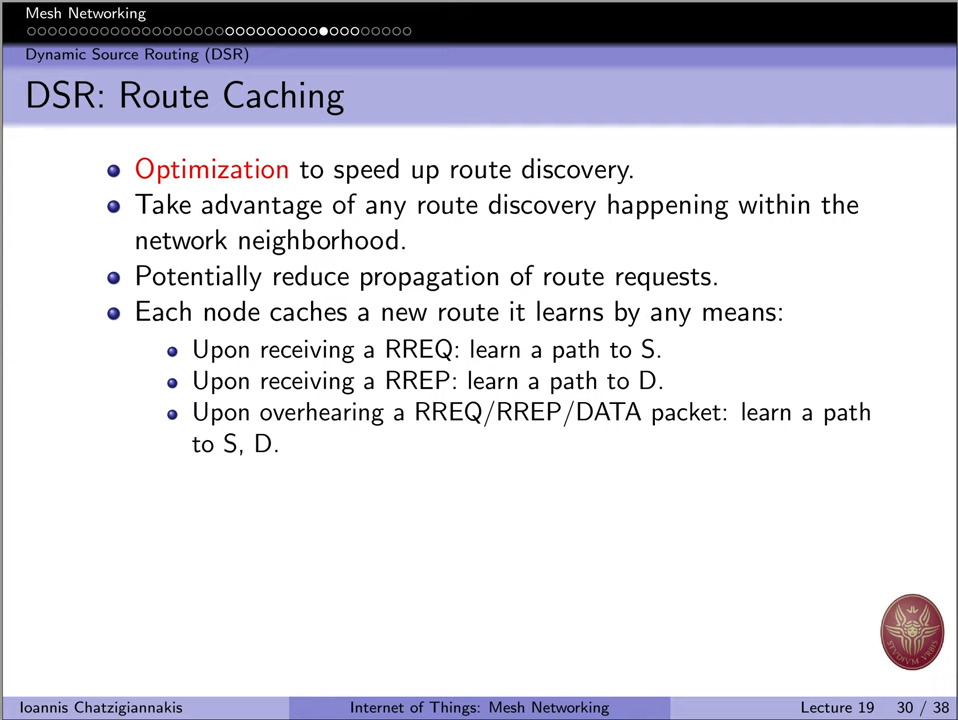 Mesh Networking
Dynamic Source Routing (DSR)
DSR: Route Caching
Optimization to speed up route discovery.
Take advantage of any route discovery happening within the
network neighborhood.
Potentially reduce propagation of route requests.
Each node caches a new route it learns by any means:
Upon receiving a RREQ: learn a path to S.
Upon receiving a RREP: learn a path to D.
Upon overhearing a RREQ/RREP/DATA packet: learn a path
to S, D.
STVDIVM VRBIS
Ioannis Chatzigiannakis
Internet of Things: Mesh Networking
Lecture 19
30 / 38